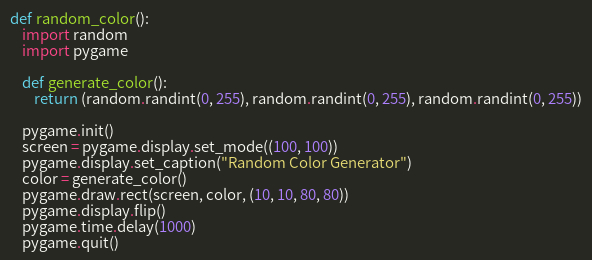 def random_color():
    import random
    import pygame

    def generate_color():
        return (random.randint(0, 255), random.randint(0, 255), random.randint(0, 255))

    pygame.init()
    screen = pygame.display.set_mode((100, 100))
    pygame.display.set_caption("Random Color Generator")
    color = generate_color()
    pygame.draw.rect(screen, color, (10, 10, 80, 80))
    pygame.display.flip()
    pygame.time.delay(1000)
    pygame.quit()